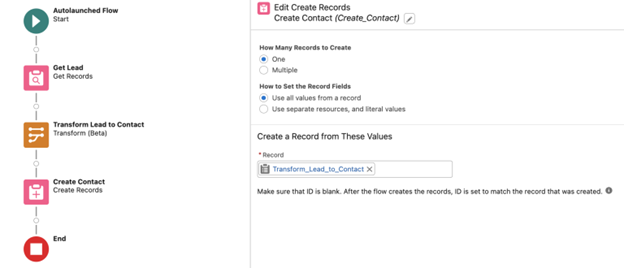 Autolaunched Flow
Start
Get Lead
Get Records
Transform Lead to Contact
Transform (Beta)
Create Contact
Create Records
End
Edit Create Records
Create Contact (Create_Contact)
How Many Records to Create
One
Multiple
How to Set the Record Fields
Use all values from a record
Use separate resources, and literal values
Create a Record from These Values
* Record
Transform_Lead_to_Contact
Make sure that ID is blank. After the flow creates the records, ID is set to match the record that was created.